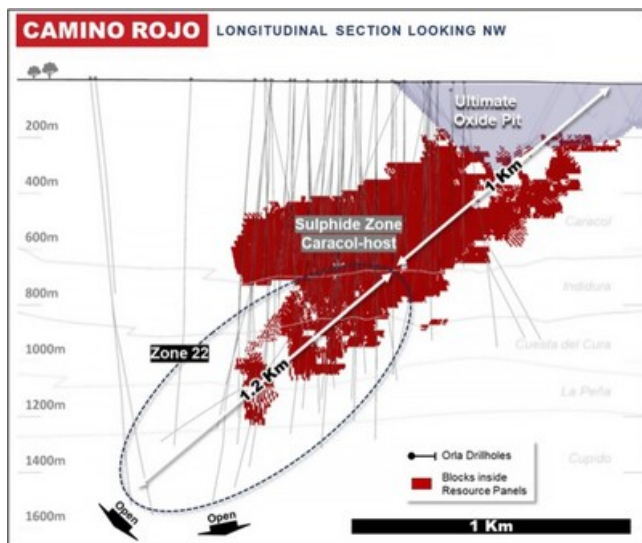 CAMINO ROJO
LONGITUDINAL SECTION LOOKING NW
Ultimate
Oxide Pit
200m
1 Km
400m
Caracol
Sulphide Zone
Caracol-host
600m
Indidura
800m
Zone 22
Cuesta del Cura
1000m
1.2 Km
La Peña
1200m
Orla Drillholes
Cupido
1400m
Blocks inside
Resource Panels
Open
Open
1600m
1 Km